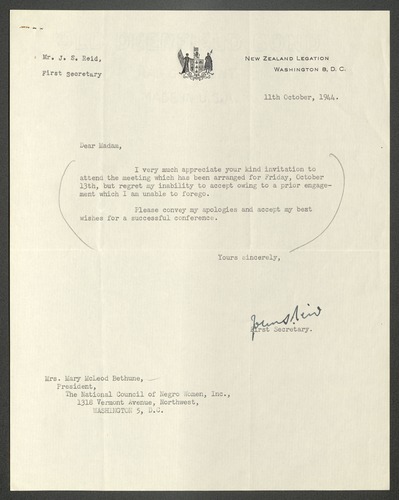 Mr. J. S. Reid,
First Secretary
NEW ZEALAND LEGATION
WASHINGTON 8, D. C.
11th October, 1944.
Dear Madam,
I very much appreciate your kind invitation to
attend the meeting which has been arranged for Friday, October
13th, but regret my inability to accept owing to a prior engage-
ment which I am unable to forego.
Please convey my apologies and accept my best
wishes for a successful conference.
Yours sincerely,
First Secretary.
Mrs. Mary McLeod Bethune,
President,
The National Council of Negro Women, Inc.,
1318 Vermont Avenue, Northwest,
WASHINGTON 5, D.C.